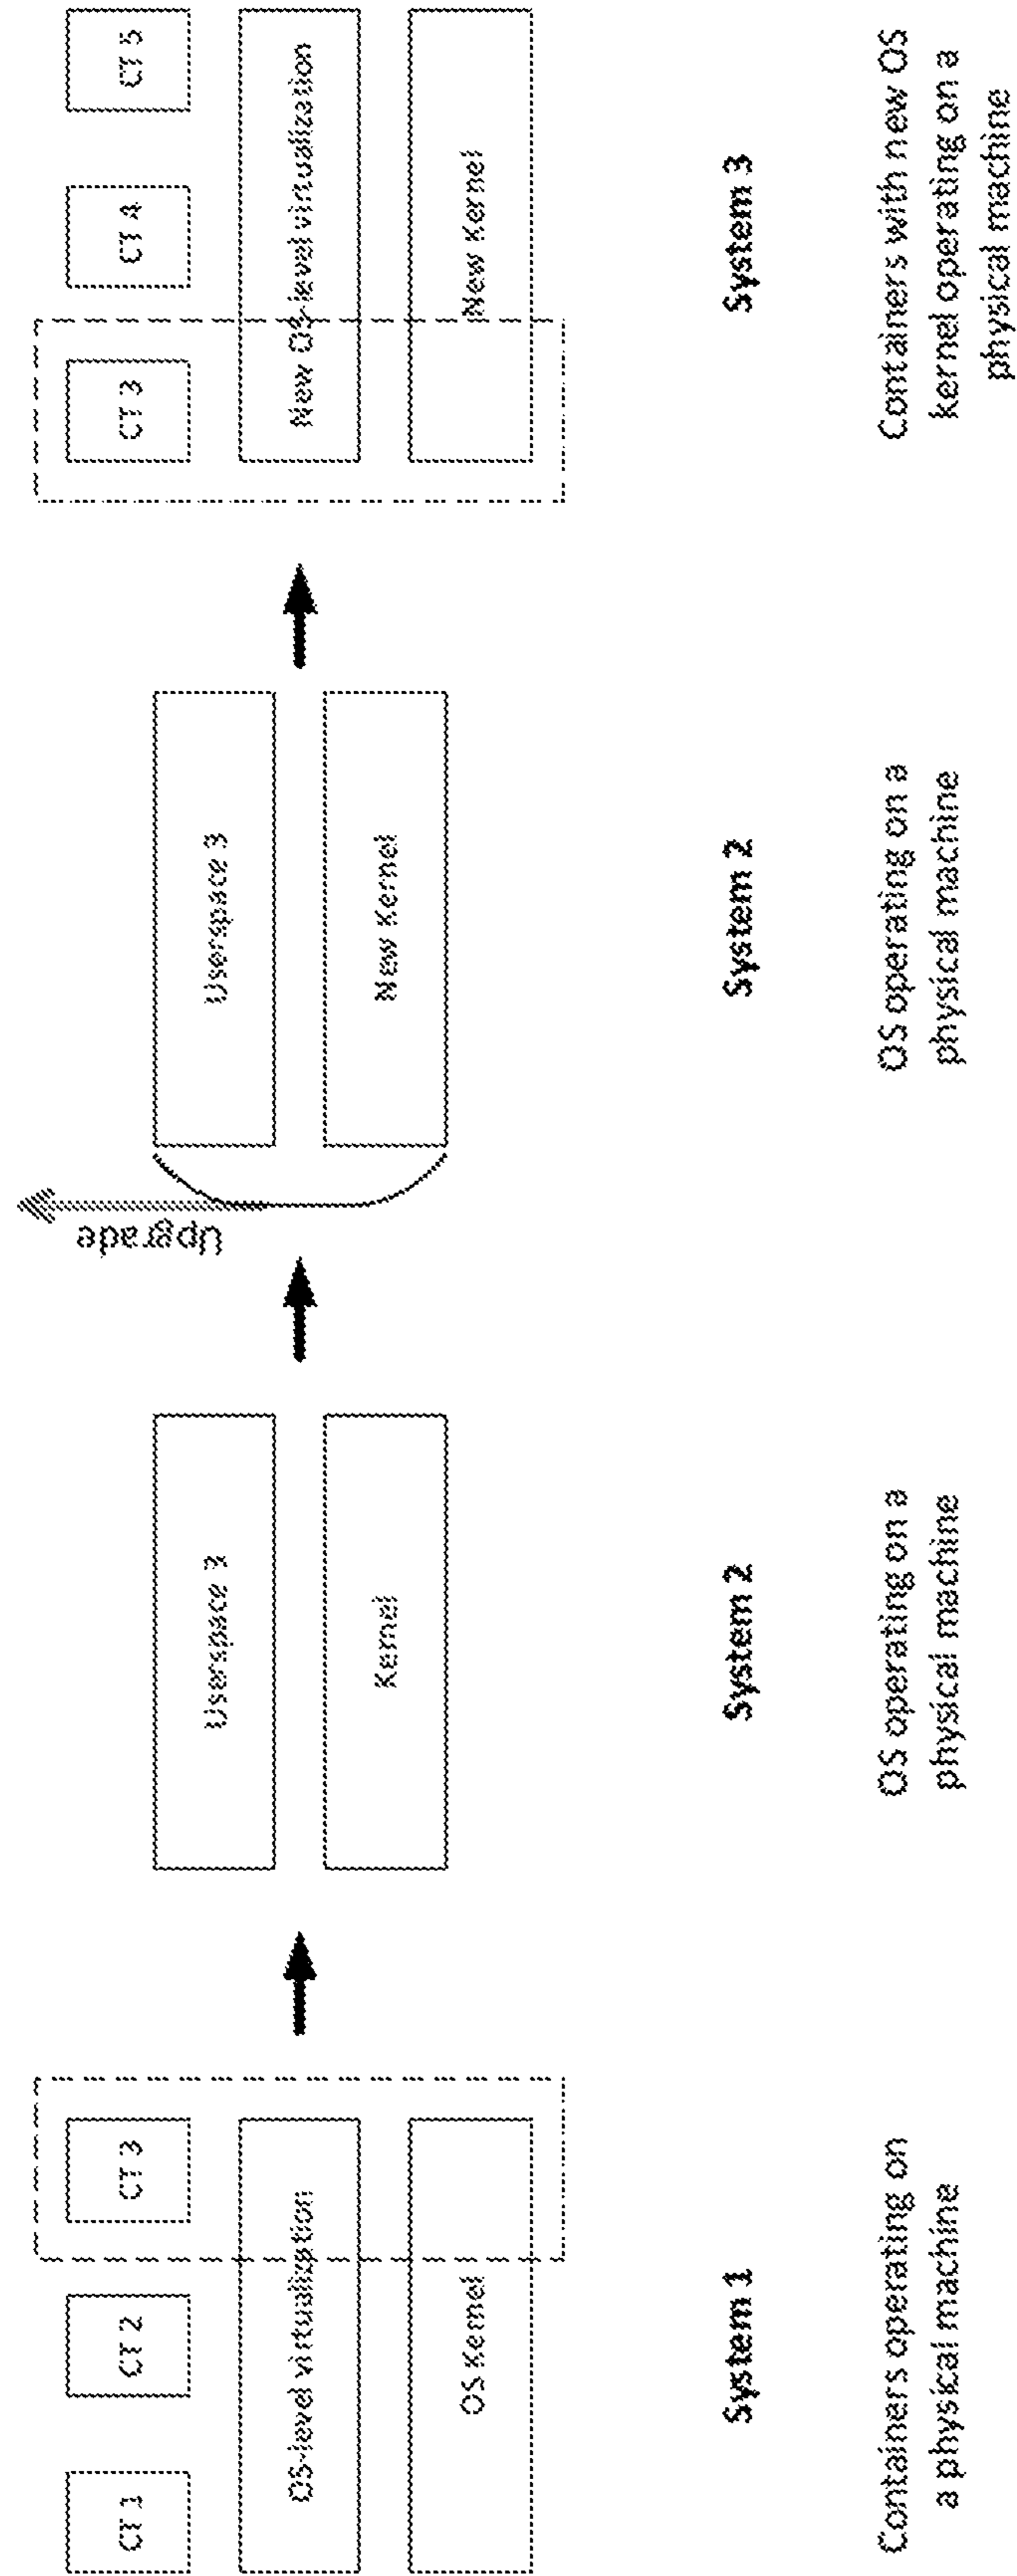 CT 1
CT 2
CT 3
OS-level virtualization
OS Kernel
System 1
Containers operating on
a physical machine
Userspace 3
Kernel
System 2
OS operating on a
physical machine
Upgrade
Userspace 3
New Kernel
System 2
OS operating on a
physical machine
CT 3
CT 4
CT 5
New OS-level virtualization
New Kernel
System 3
Containers with new OS
kernel operating on a
physical machine